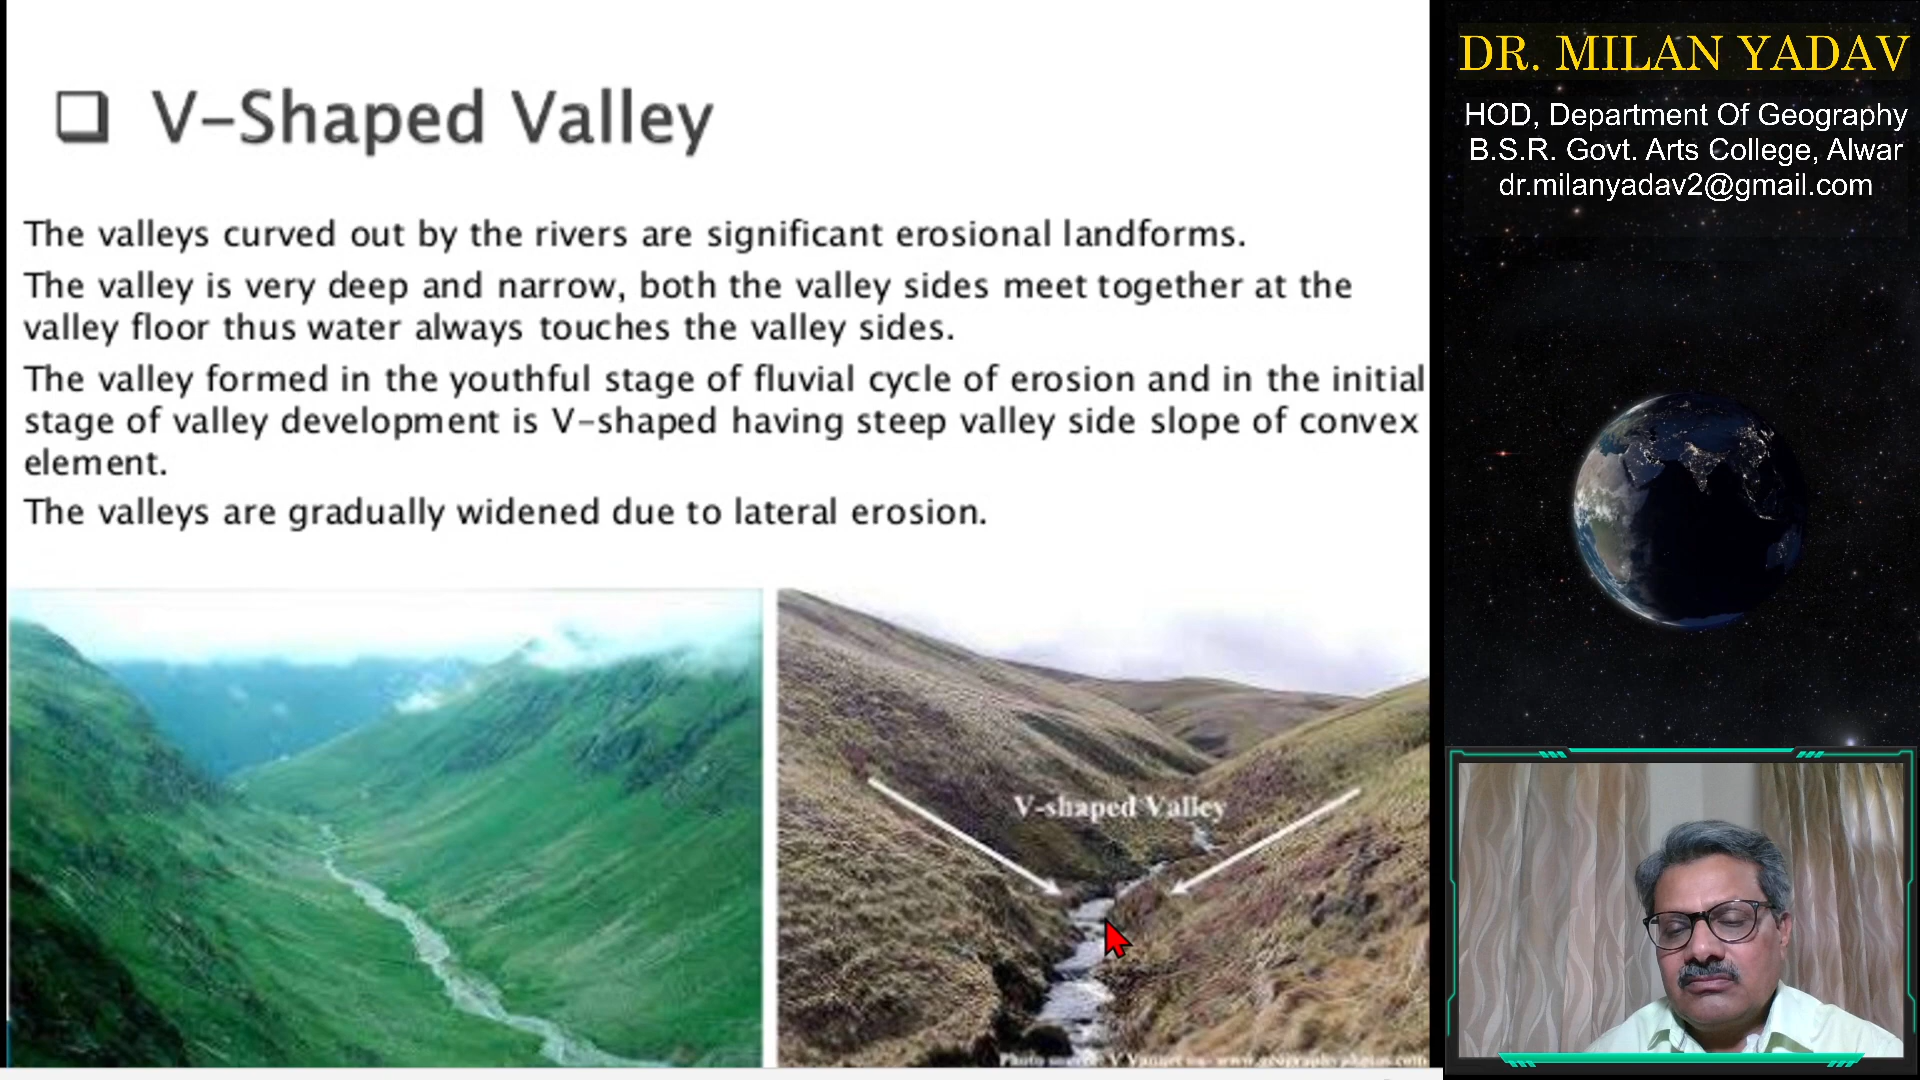 V-Shaped Valley
The valleys curved out by the rivers are significant erosional landforms.
The valley is very deep and narrow, both the valley sides meet together at the
valley floor thus water always touches the valley sides.
The valley formed in the youthful stage of fluvial cycle of erosion and in the initial
stage of valley development is V-shaped having steep valley side slope of convex
element.
The valleys are gradually widened due to lateral erosion.
V-shaped Valley
Photo
DR. MILAN YADAV
HOD, Department Of Geography
B.S.R. Govt. Arts College, Alwar
dr.milanyadav2@gmail.com